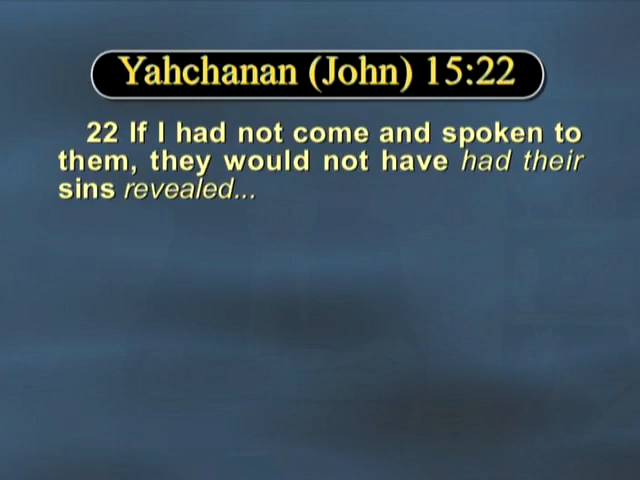 Yahchanan (John) 15:22
22 If I had not come and spoken to
them, they would not have had their
sins revealed...